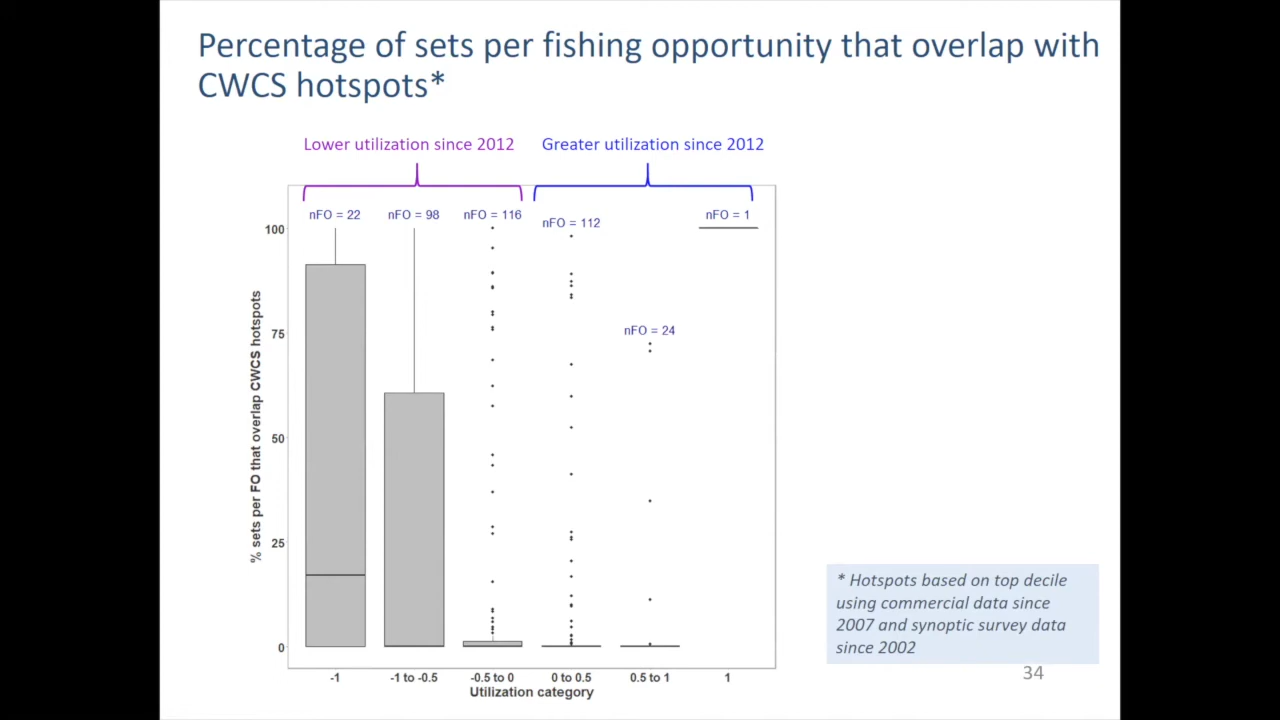 Percentage of sets per fishing opportunity that overlap with
CWCS hotspots*
Lower utilization since 2012
Greater utilization since 2012
nFO = 22
nFO = 98
nFO = 116
nFO = 112
nFO = 1
nFO = 24
% sets per FO that overlap CWCS hotspots
100
75
50
25
0
-1
-1 to -0.5
-0.5 to 0
0 to 0.5
0.5 to 1
1
Utilization category
* Hotspots based on top decile
using commercial data since
2007 and synoptic survey data
since 2002
34